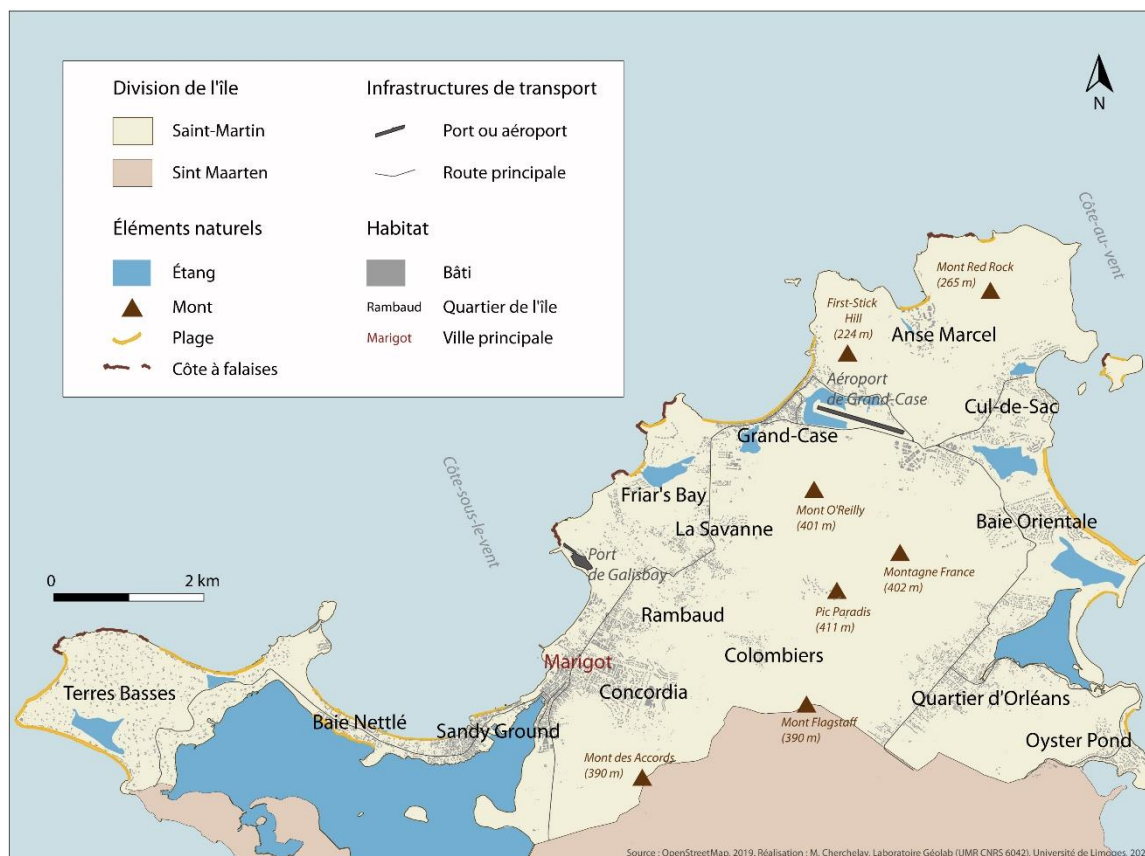 Division de l'île
Saint-Martin
Sint Maarten
Éléments naturels
Étang
Mont
Plage
Côte à falaises
Infrastructures de transport
Port ou aéroport
Route principale
Habitat
Bâti
Rambaud
Quartier de l'île
Marigot
Ville principale
N
Côte-au-vent
Mont Red Rock
(265 m)
First-Stick
Hill
(224 m)
Anse Marcel
Aéroport
de Grand-Case
Cul-de-Sac
Grand-Case
Friar's Bay
Côte-sous-le-vent
Mont O'Reilly
(401 m)
La Savanne
Baie Orientale
Port
de Galisbay
Montagne France
(402 m)
0
2 km
Pic Paradis
(411 m)
Rambaud
Marigot
Colombiers
Terres Basses
Concordia
Quartier d'Orléans
Baie Nettlé
Sandy Ground
Mont Flagstaff
(390 m)
Oyster Pond
Mont des Accords
(390 m)
Source : OpenStreetMap, 2019. Réalisation : M. Cherchelay, Laboratoire Géolab (UMR CNRS 6042), Université de Limoges,